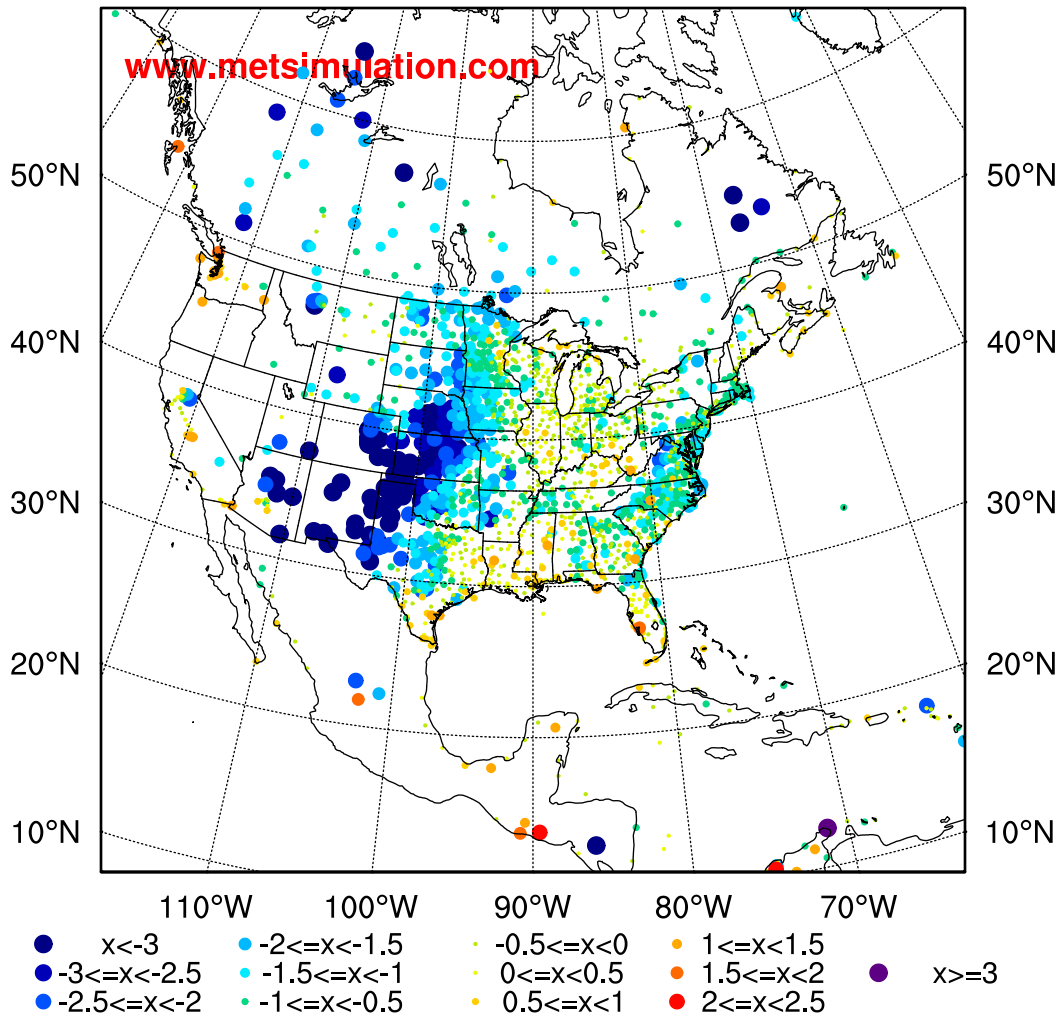 www.metsimulation.com
50°N 50°N
40°N 40°N
30°N 30°N
20°N 20°N
10°N 10°N
110°W 100°W 90°W 80°W 70°W
x<-3 -2<=x<-1.5 -0.5<=x<0 1<=x<1.5
-3<=x<-2.5 -1.5<=x<-1 0<=x<0.5 1.5<=x<2 x>=3
-2.5<=x<-2 -1<=x<-0.5 0.5<=x<1 2<=x<2.5